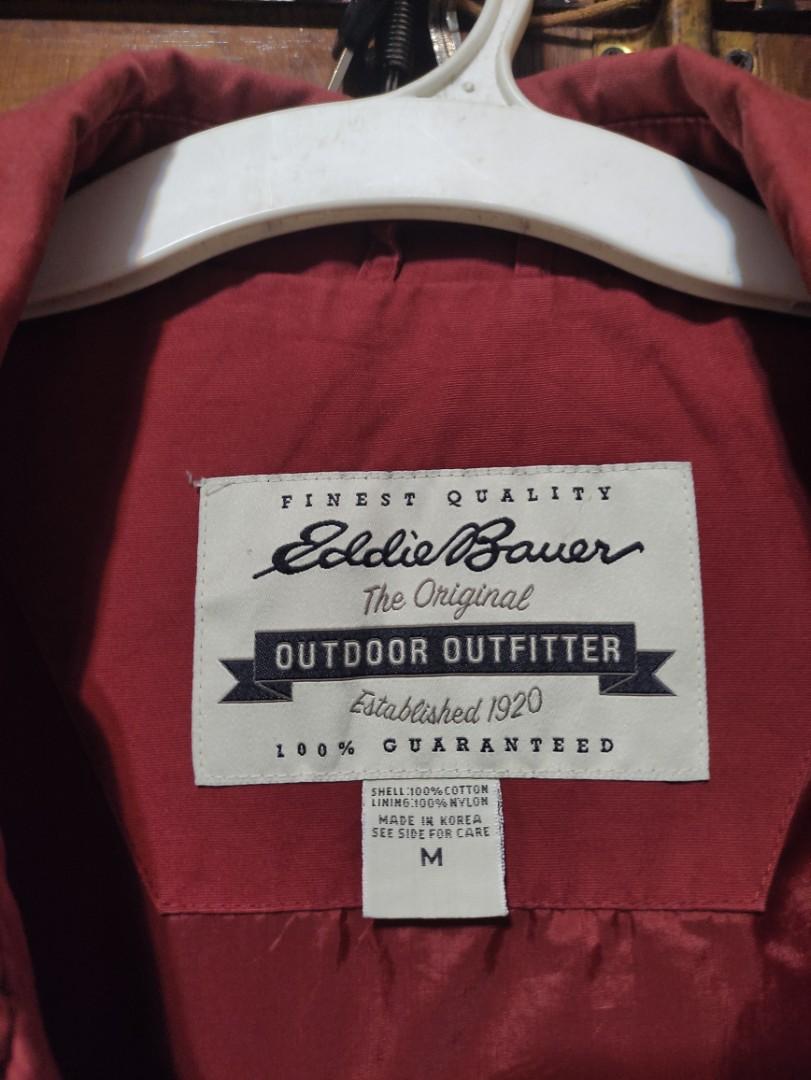 FINEST QUALITY
Eddie Bauer
The Original
OUTDOOR OUTFITTER
Established 1920
100% GUARANTEED
SHELL:100%COTTON
LINING:100%NYLON
MADE IN KOREA
SEE SIDE FOR CARE
M